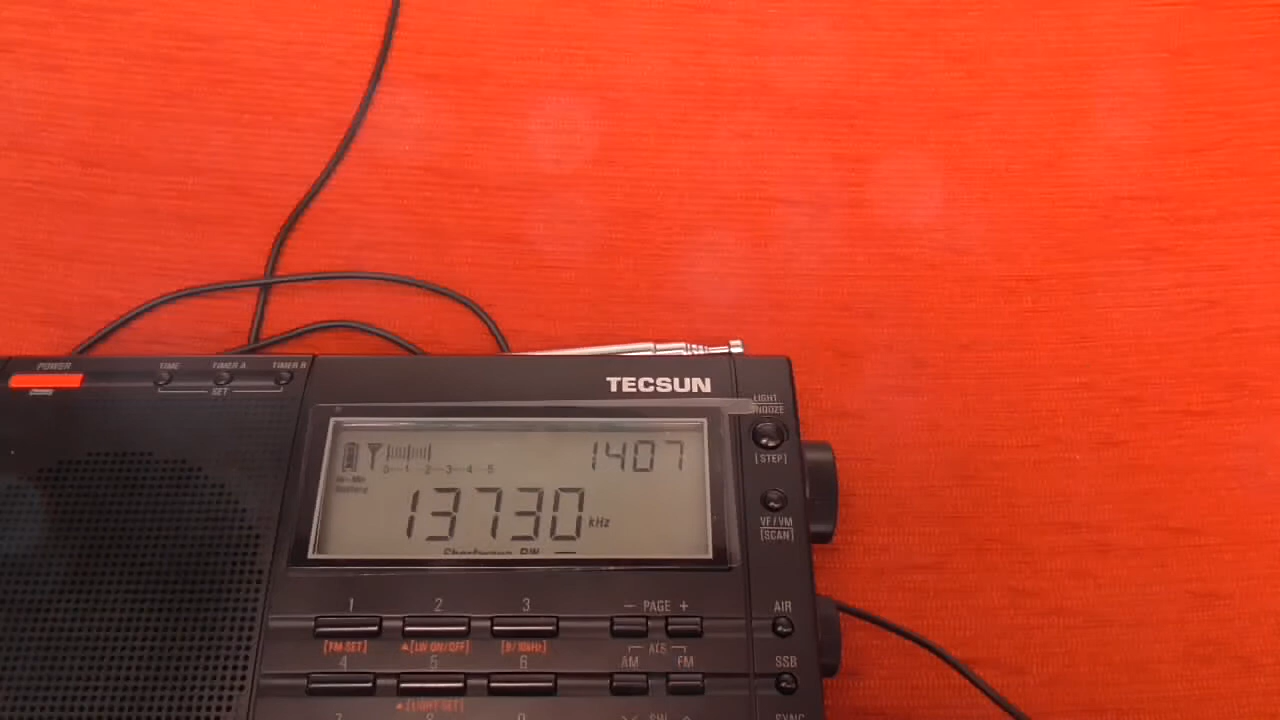 POWER
TIME
TIMER A
TIMER B
SET
TECSUN
LIGHT
SNOOZE
[STEP]
1407
0 1 2 3 4 5
13730 kHz
VF/VM
[SCAN]
1
2
3
- PAGE +
AIR
[FM SET]
▲[LW ON/OFF]
[9/10kHz]
ATS
4
5
6
AM
FM
SSB
▲[LIGHT SET]